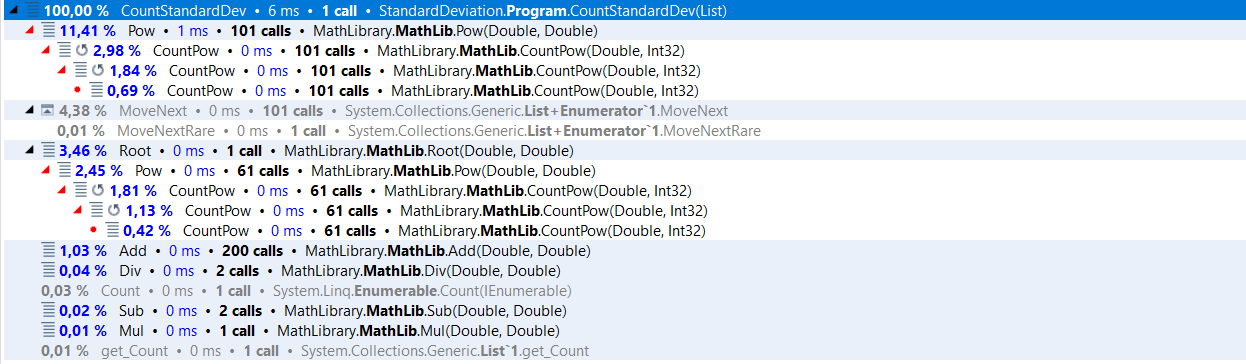 100,00 % CountStandardDev • 6 ms • 1 call • StandardDeviation.Program.CountStandardDev(List)
11,41 % Pow • 1 ms • 101 calls • MathLibrary.MathLib.Pow(Double, Double)
2,98 % CountPow • 0 ms • 101 calls • MathLibrary.MathLib.CountPow(Double, Int32)
1,84 % CountPow • 0 ms • 101 calls • MathLibrary.MathLib.CountPow(Double, Int32)
0,69 % CountPow • 0 ms • 101 calls • MathLibrary.MathLib.CountPow(Double, Int32)
4,38 % MoveNext • 0 ms • 101 calls • System.Collections.Generic.List+Enumerator`1.MoveNext
0,01 % MoveNextRare • 0 ms • 1 call • System.Collections.Generic.List+Enumerator`1.MoveNextRare
3,46 % Root • 0 ms • 1 call • MathLibrary.MathLib.Root(Double, Double)
2,45 % Pow • 0 ms • 61 calls • MathLibrary.MathLib.Pow(Double, Double)
1,81 % CountPow • 0 ms • 61 calls • MathLibrary.MathLib.CountPow(Double, Int32)
1,13 % CountPow • 0 ms • 61 calls • MathLibrary.MathLib.CountPow(Double, Int32)
0,42 % CountPow • 0 ms • 61 calls • MathLibrary.MathLib.CountPow(Double, Int32)
1,03 % Add • 0 ms • 200 calls • MathLibrary.MathLib.Add(Double, Double)
0,04 % Div • 0 ms • 2 calls • MathLibrary.MathLib.Div(Double, Double)
0,03 % Count • 0 ms • 1 call • System.Linq.Enumerable.Count(IEnumerable)
0,02 % Sub • 0 ms • 2 calls • MathLibrary.MathLib.Sub(Double, Double)
0,01 % Mul • 0 ms • 1 call • MathLibrary.MathLib.Mul(Double, Double)
0,01 % get_Count • 0 ms • 1 call • System.Collections.Generic.List`1.get_Count